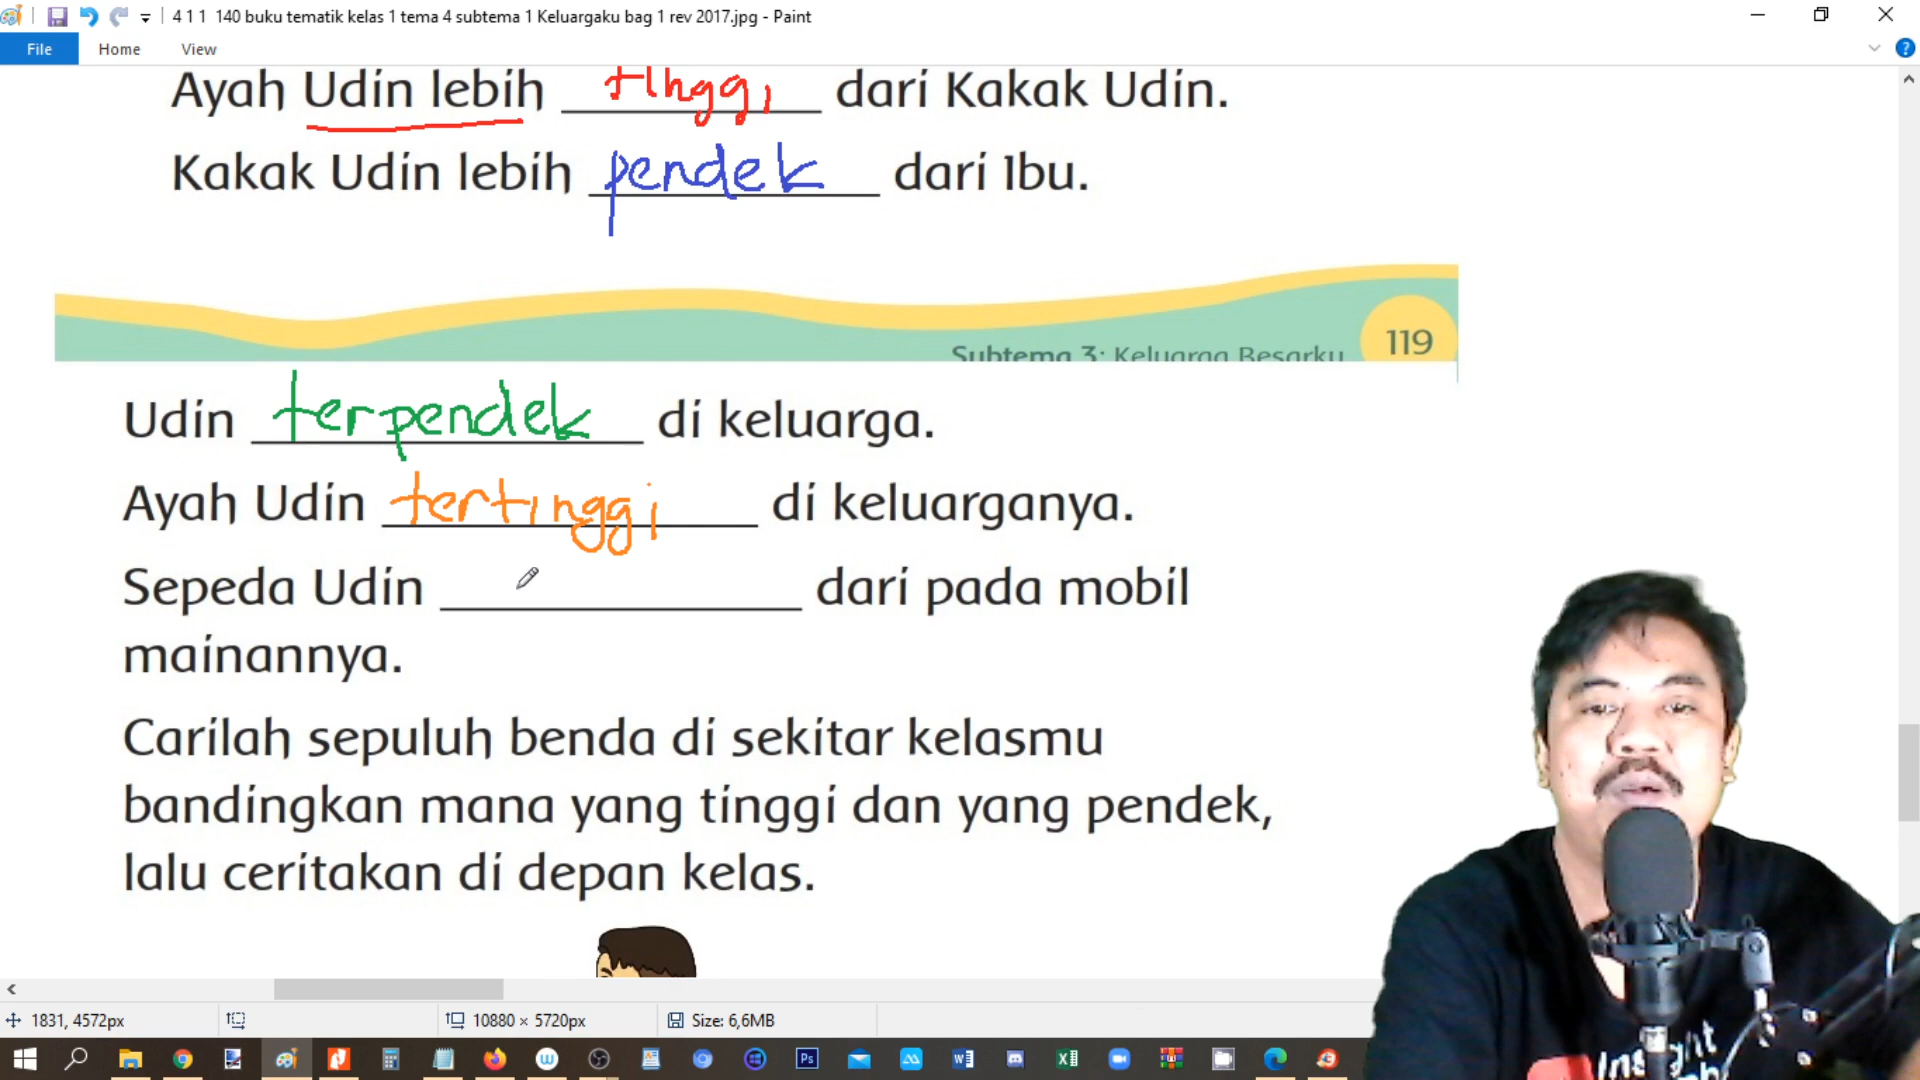 4 1 1 140 buku tematik kelas 1 tema 4 subtema 1 Keluargaku bag 1 rev 2017.jpg - Paint
File Home View
Ayah Udin lebih tinggi dari Kakak Udin.
Kakak Udin lebih pendek dari Ibu.
Subtema 3: Keluarga Besarku 119
Udin terpendek di keluarga.
Ayah Udin tertinggi di keluarganya.
Sepeda Udin ____________ dari pada mobil
mainannya.
Carilah sepuluh benda di sekitar kelasmu
bandingkan mana yang tinggi dan yang pendek,
lalu ceritakan di depan kelas.
1831, 4572px 10880 × 5720px Size: 6,6MB